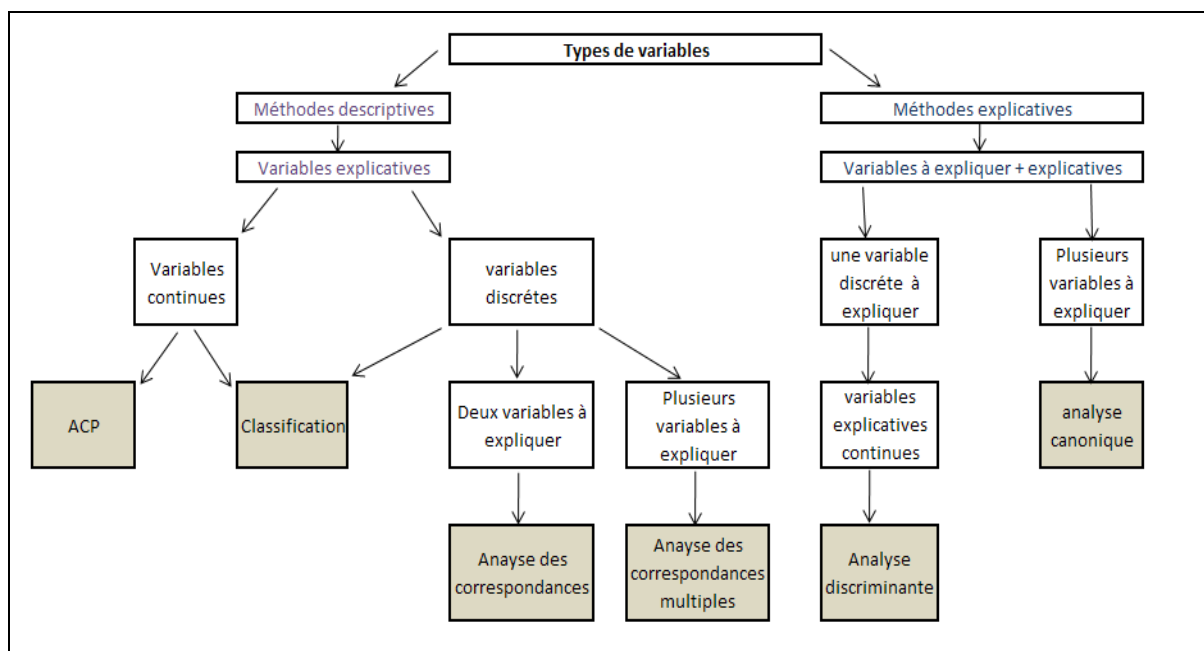 Types de variables
Méthodes descriptives
Méthodes explicatives
Variables explicatives
Variables à expliquer + explicatives
Variables
continues
variables
discrétes
une variable
discréte à
expliquer
Plusieurs
variables à
expliquer
ACP
Classification
Deux variables à
expliquer
Plusieurs
variables à
expliquer
variables
explicatives
continues
analyse
canonique
Anayse des
correspondances
Anayse des
correspondances
multiples
Analyse
discriminante